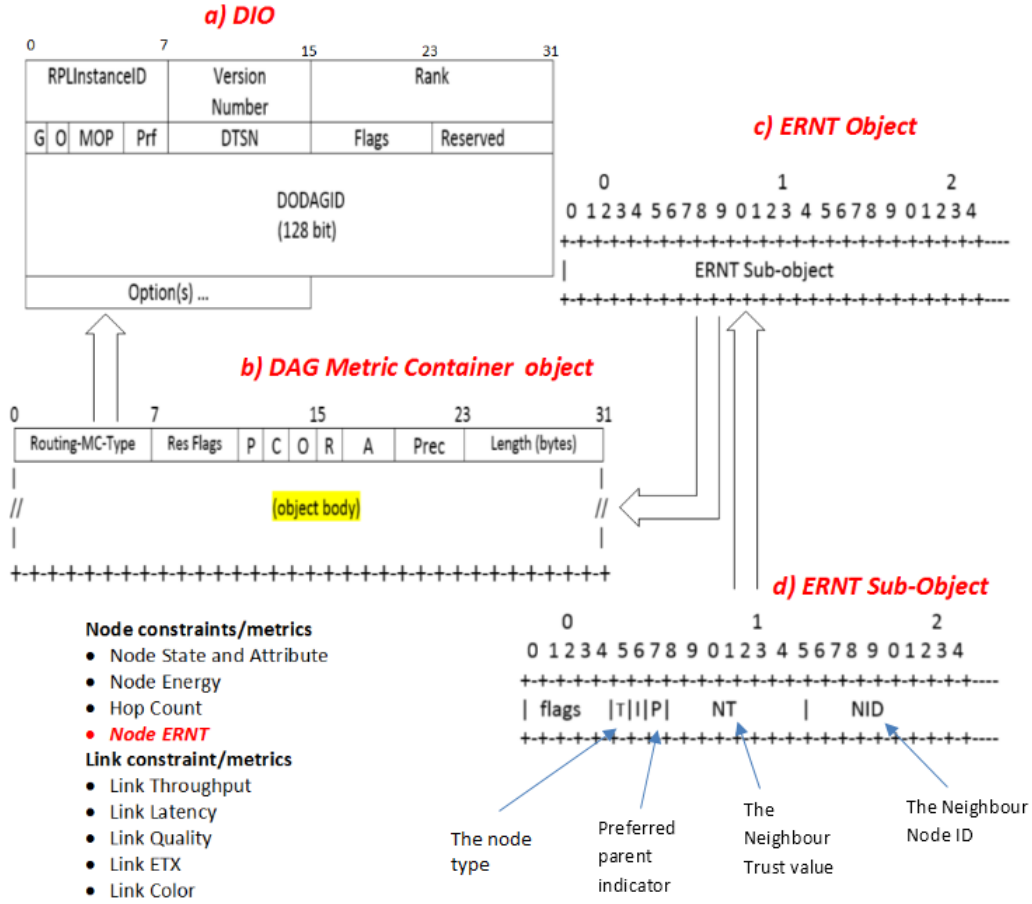 a) DIO
0 7 15 23 31
RPLInstanceID Version Number Rank
G O MOP Prf DTSN Flags Reserved
DODAGID
(128 bit)
Option(s) ...
b) DAG Metric Container object
0 7 15 23 31
Routing-MC-Type Res Flags P C O R A Prec Length (bytes)
| |
// (object body) //
| |
+-+-+-+-+-+-+-+-+-+-+-+-+-+-+-+-+-+-+-+-+-+-+-+-+-+-+-+-+-+-+-+-+
c) ERNT Object
0 1 2
0 1 2 3 4 5 6 7 8 9 0 1 2 3 4 5 6 7 8 9 0 1 2 3 4
+-+-+-+-+-+-+-+-+-+-+-+-+-+-+-+-+-+-+-+-+-+-+-+-+-+----
| ERNT Sub-object
+-+-+-+-+-+-+-+-+-+-+-+-+-+-+-+-+-+-+-+-+-+-+-+-+-+----
d) ERNT Sub-Object
0 1 2
0 1 2 3 4 5 6 7 8 9 0 1 2 3 4 5 6 7 8 9 0 1 2 3 4
+-+-+-+-+-+-+-+-+-+-+-+-+-+-+-+-+-+-+-+-+-+-+-+-+-+----
| flags |T|I|P| NT | NID
+-+-+-+-+-+-+-+-+-+-+-+-+-+-+-+-+-+-+-+-+-+-+-+-+-+----
The node
type
Preferred
parent
indicator
The
Neighbour
Trust value
The Neighbour
Node ID
Node constraints/metrics
• Node State and Attribute
• Node Energy
• Hop Count
• Node ERNT
Link constraint/metrics
• Link Throughput
• Link Latency
• Link Quality
• Link ETX
• Link Color